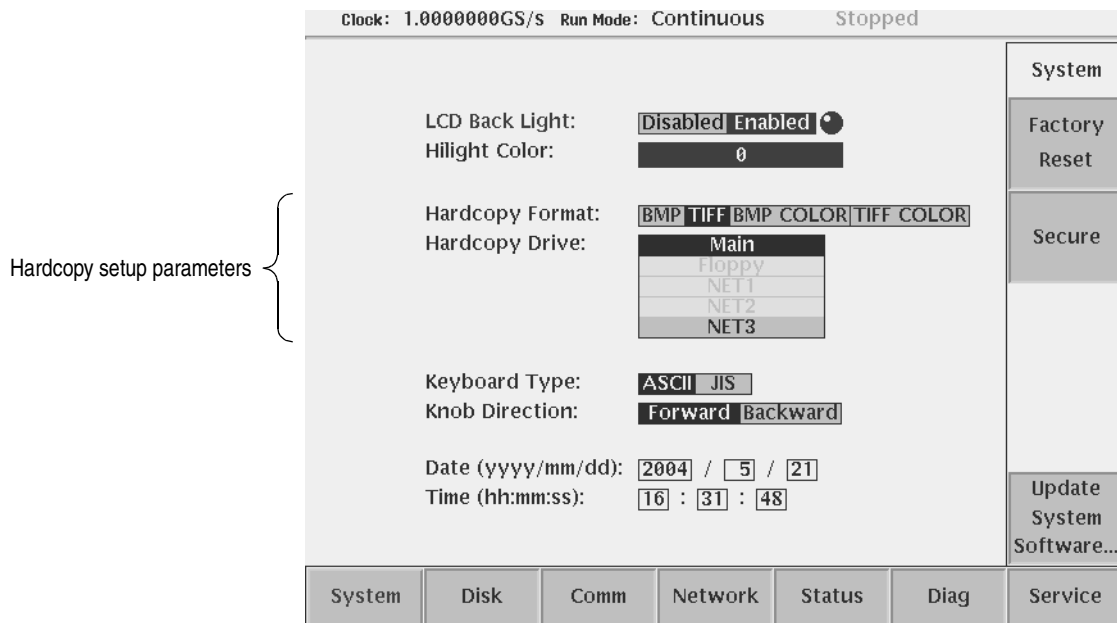 Clock: 1.0000000GS/s Run Mode: Continuous Stopped
System
LCD Back Light: Disabled Enabled
Hilight Color: 0
Factory
Reset
Hardcopy Format: BMP TIFF BMP COLOR TIFF COLOR
Hardcopy Drive: Main
Floppy
NET1
NET2
NET3
Secure
Hardcopy setup parameters
Keyboard Type: ASCII JIS
Knob Direction: Forward Backward
Date (yyyy/mm/dd): 2004 / 5 / 21
Time (hh:mm:ss): 16 : 31 : 48
Update
System
Software...
System Disk Comm Network Status Diag Service